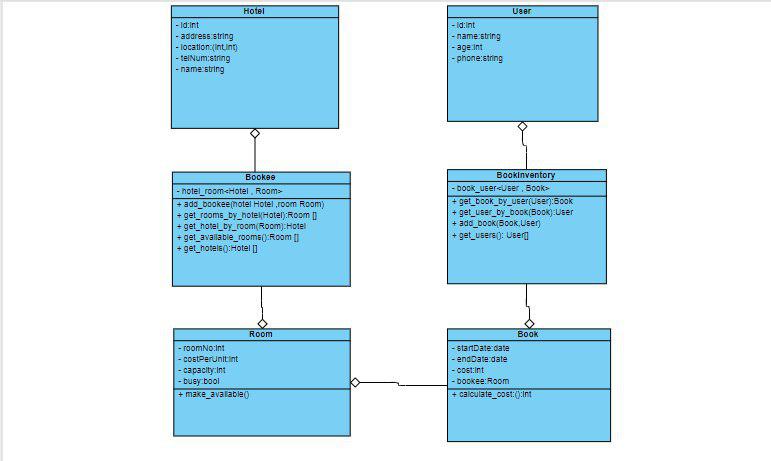 Hotel
- id:int
- address:string
- location:(int,int)
- telNum:string
- name:string
User
- id:int
- name:string
- age:int
- phone:string
Bookee
- hotel_room<Hotel , Room>
+ add_bookee(hotel Hotel ,room Room)
+ get_rooms_by_hotel(Hotel):Room []
+ get_hotel_by_room(Room):Hotel
+ get_available_rooms():Room []
+ get_hotels():Hotel []
BookInventory
- book_user<User , Book>
+ get_book_by_user(User):Book
+ get_user_by_book(Book):User
+ add_book(Book,User)
+ get_users(): User[]
Room
- roomNo:int
- costPerUnit:int
- capacity:int
- busy:bool
+ make_available()
Book
- startDate:date
- endDate:date
- cost:int
- bookee:Room
+ calculate_cost:():int